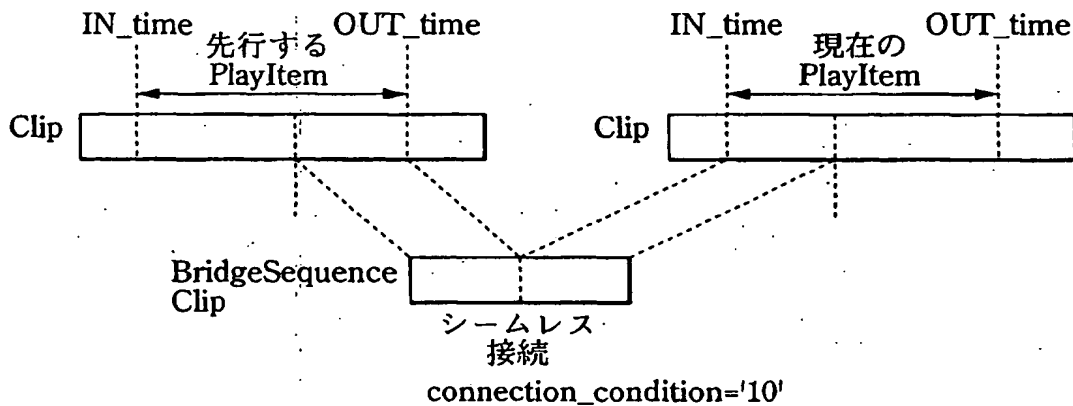 IN_time
OUT_time
先行する
PlayItem
Clip
IN_time
OUT_time
現在の
PlayItem
Clip
BridgeSequence
Clip
シームレス
接続
connection_condition='10'